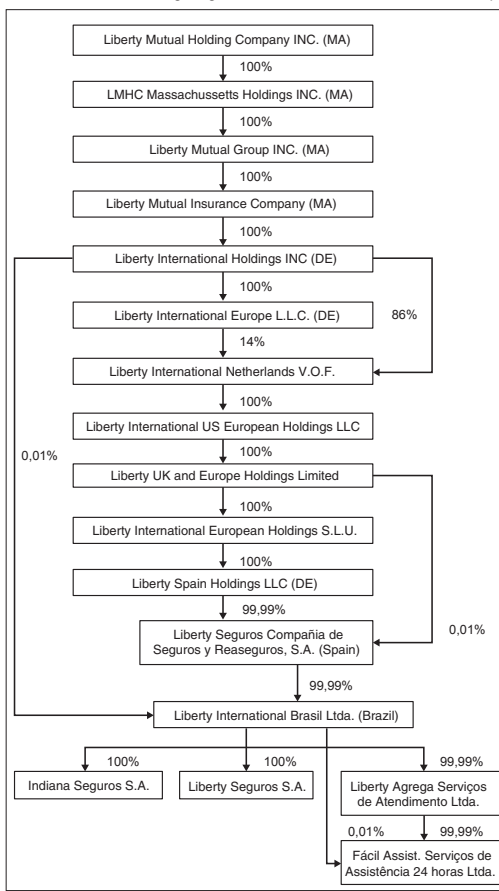 Liberty Mutual Holding Company INC. (MA)
100%
LMHC Massachussetts Holdings INC. (MA)
100%
Liberty Mutual Group INC. (MA)
100%
Liberty Mutual Insurance Company (MA)
100%
Liberty International Holdings INC (DE)
100%
Liberty International Europe L.L.C. (DE)
86%
14%
Liberty International Netherlands V.O.F.
100%
Liberty International US European Holdings LLC
0,01%
100%
Liberty UK and Europe Holdings Limited
100%
Liberty International European Holdings S.L.U.
100%
Liberty Spain Holdings LLC (DE)
99,99%
0,01%
Liberty Seguros Compañia de
Seguros y Reaseguros, S.A. (Spain)
99,99%
Liberty International Brasil Ltda. (Brazil)
100%
100%
99,99%
Indiana Seguros S.A.
Liberty Seguros S.A.
Liberty Agrega Serviços
de Atendimento Ltda.
0,01%
99,99%
Fácil Assist. Serviços de
Assistência 24 horas Ltda.